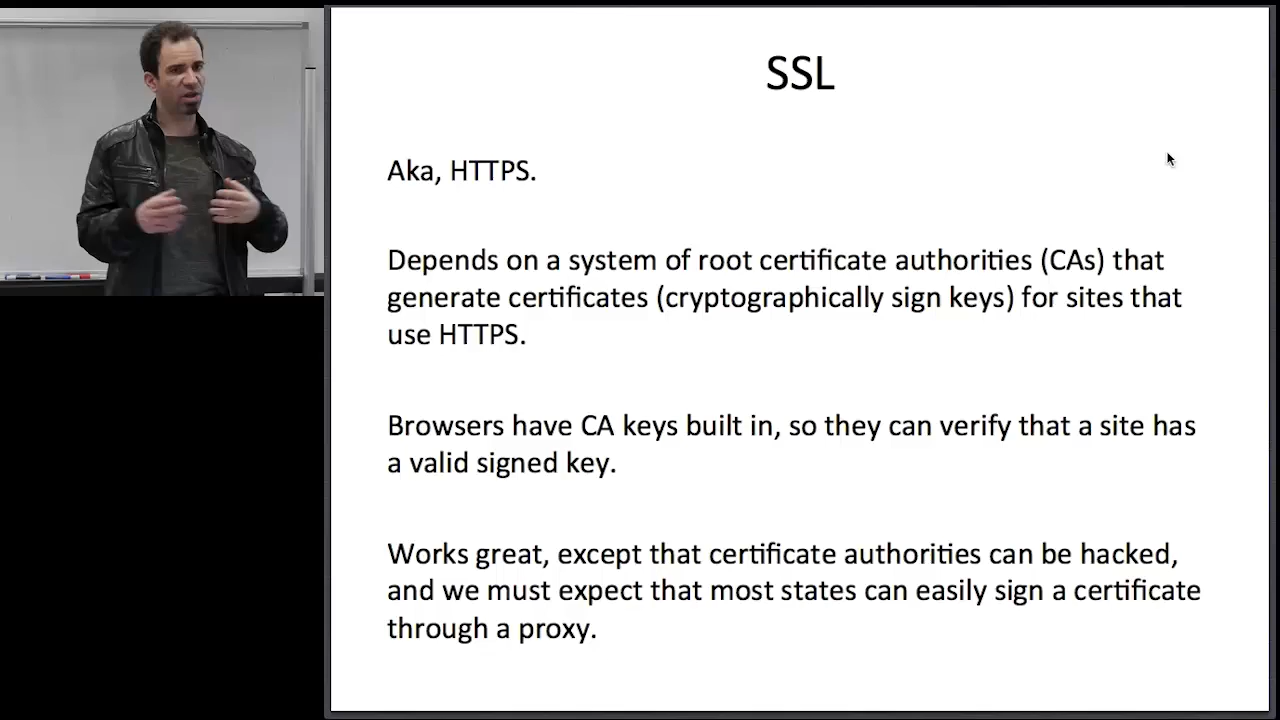 SSL
Aka, HTTPS.
Depends on a system of root certificate authorities (CAs) that
generate certificates (cryptographically sign keys) for sites that
use HTTPS.
Browsers have CA keys built in, so they can verify that a site has
a valid signed key.
Works great, except that certificate authorities can be hacked,
and we must expect that most states can easily sign a certificate
through a proxy.